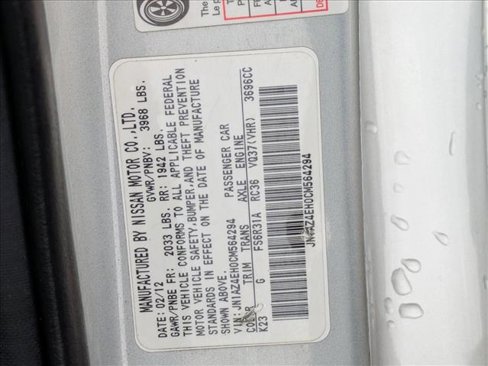 MANUFACTURED BY NISSAN MOTOR CO.,LTD.
DATE: 02/12 GVWR/PNBV: 3968 LBS.
GAWR/PNBE FR: 2033 LBS. RR: 1942 LBS.
THIS VEHICLE CONFORMS TO ALL APPLICABLE FEDERAL
MOTOR VEHICLE SAFETY,BUMPER,AND THEFT PREVENTION
STANDARDS IN EFFECT ON THE DATE OF MANUFACTURE
SHOWN ABOVE.
VIN:JN1AZ4EH0CM564294 PASSENGER CAR
COLOR TRIM TRANS AXLE ENGINE
K23 G FS6R31A RC36 VQ37(VHR) 3696CC
JN1AZ4EH0CM564294
The
Le p